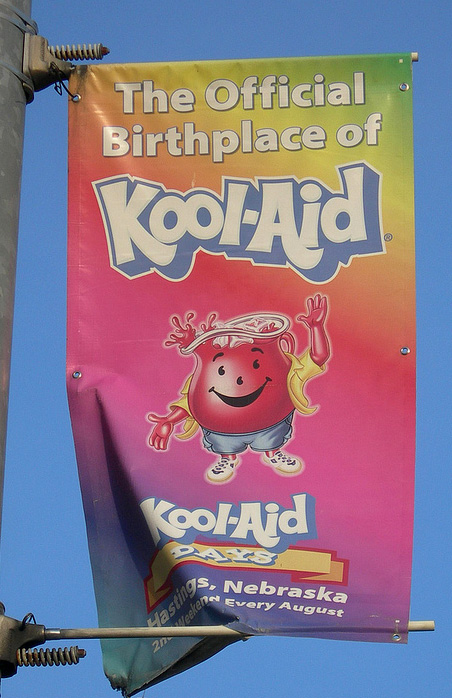 The Official
Birthplace of
Kool-Aid®
Kool-Aid
DAYS
Hastings, Nebraska
2nd Weekend Every August